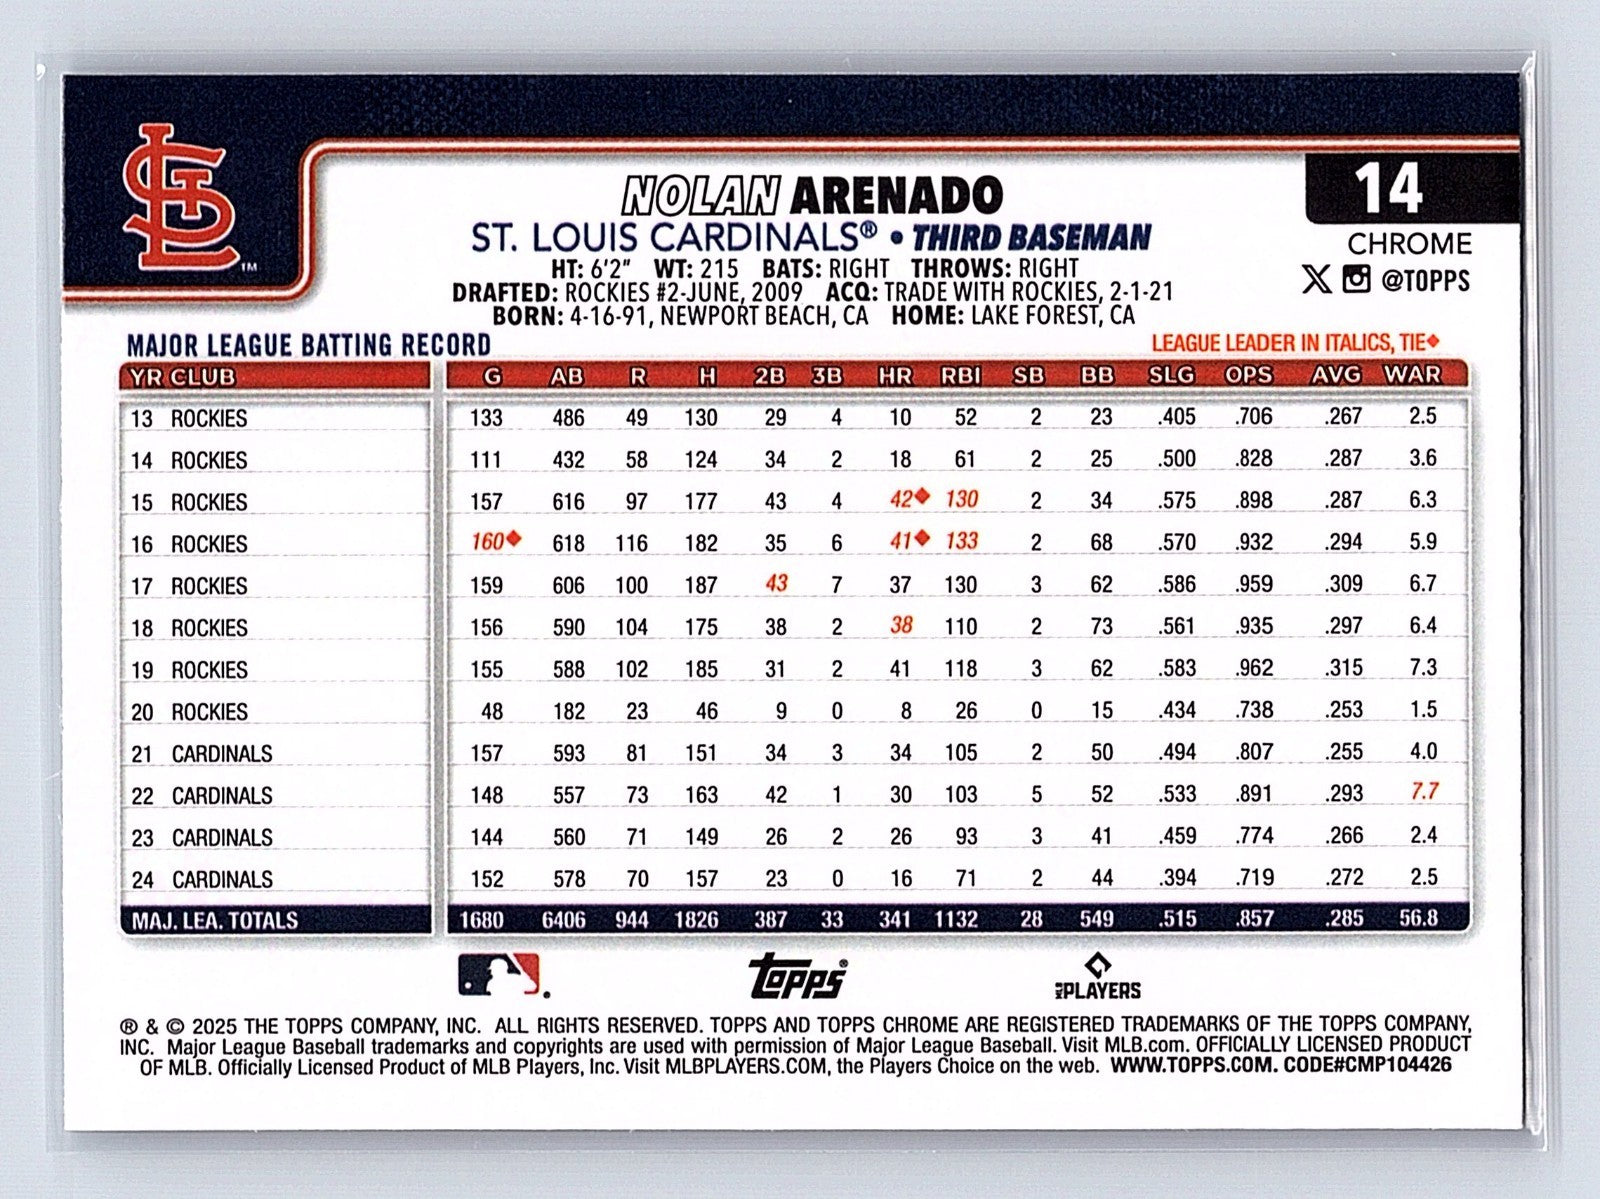 STL™
NOLAN ARENADO
14
ST. LOUIS CARDINALS® • THIRD BASEMAN
CHROME
HT: 6'2" WT: 215 BATS: RIGHT THROWS: RIGHT
@TOPPS
DRAFTED: ROCKIES #2-JUNE, 2009 ACQ: TRADE WITH ROCKIES, 2-1-21
BORN: 4-16-91, NEWPORT BEACH, CA HOME: LAKE FOREST, CA
MAJOR LEAGUE BATTING RECORD LEAGUE LEADER IN ITALICS, TIE◆
YR CLUB G AB R H 2B 3B HR RBI SB BB SLG OPS AVG WAR
13 ROCKIES 133 486 49 130 29 4 10 52 2 23 .405 .706 .267 2.5
14 ROCKIES 111 432 58 124 34 2 18 61 2 25 .500 .828 .287 3.6
15 ROCKIES 157 616 97 177 43 4 42◆ 130 2 34 .575 .898 .287 6.3
16 ROCKIES 160◆ 618 116 182 35 6 41◆ 133 2 68 .570 .932 .294 5.9
17 ROCKIES 159 606 100 187 43 7 37 130 3 62 .586 .959 .309 6.7
18 ROCKIES 156 590 104 175 38 2 38 110 2 73 .561 .935 .297 6.4
19 ROCKIES 155 588 102 185 31 2 41 118 3 62 .583 .962 .315 7.3
20 ROCKIES 48 182 23 46 9 0 8 26 0 15 .434 .738 .253 1.5
21 CARDINALS 157 593 81 151 34 3 34 105 2 50 .494 .807 .255 4.0
22 CARDINALS 148 557 73 163 42 1 30 103 5 52 .533 .891 .293 7.7
23 CARDINALS 144 560 71 149 26 2 26 93 3 41 .459 .774 .266 2.4
24 CARDINALS 152 578 70 157 23 0 16 71 2 44 .394 .719 .272 2.5
MAJ. LEA. TOTALS 1680 6406 944 1826 387 33 341 1132 28 549 .515 .857 .285 56.8
TOPPS® MLB PLAYERS
® & © 2025 THE TOPPS COMPANY, INC. ALL RIGHTS RESERVED. TOPPS AND TOPPS CHROME ARE REGISTERED TRADEMARKS OF THE TOPPS COMPANY,
INC. Major League Baseball trademarks and copyrights are used with permission of Major League Baseball. Visit MLB.com. OFFICIALLY LICENSED PRODUCT
OF MLB. Officially Licensed Product of MLB Players, Inc. Visit MLBPLAYERS.COM, the Players Choice on the web. WWW.TOPPS.COM. CODE#CMP104426